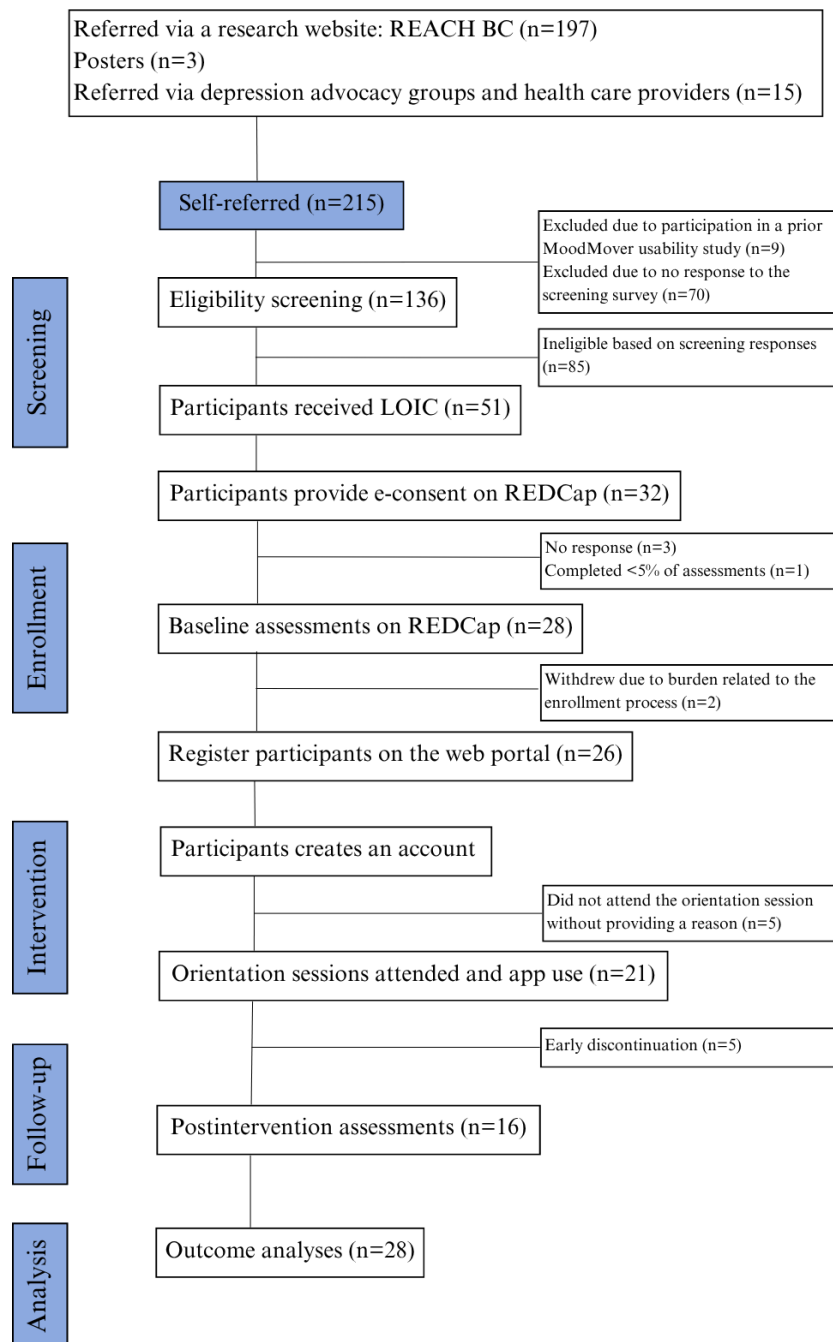 Referred via a research website: REACH BC (n=197)
Posters (n=3)
Referred via depression advocacy groups and health care providers (n=15)
Self-referred (n=215)
Excluded due to participation in a prior
MoodMover usability study (n=9)
Excluded due to no response to the
screening survey (n=70)
Screening
Eligibility screening (n=136)
Ineligible based on screening responses
(n=85)
Participants received LOIC (n=51)
Participants provide e-consent on REDCap (n=32)
Enrollment
No response (n=3)
Completed <5% of assessments (n=1)
Baseline assessments on REDCap (n=28)
Withdrew due to burden related to the
enrollment process (n=2)
Register participants on the web portal (n=26)
Intervention
Participants creates an account
Did not attend the orientation session
without providing a reason (n=5)
Orientation sessions attended and app use (n=21)
Follow-up
Early discontinuation (n=5)
Postintervention assessments (n=16)
Analysis
Outcome analyses (n=28)